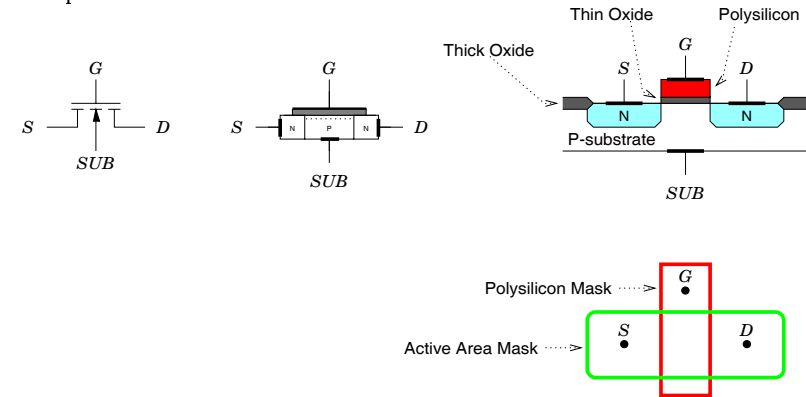 Thin Oxide
Polysilicon
Thick Oxide
G
S
D
SUB
G
S
N
P
N
D
SUB
G
S
D
N
N
P-substrate
SUB
Polysilicon Mask
G
Active Area Mask
S
D